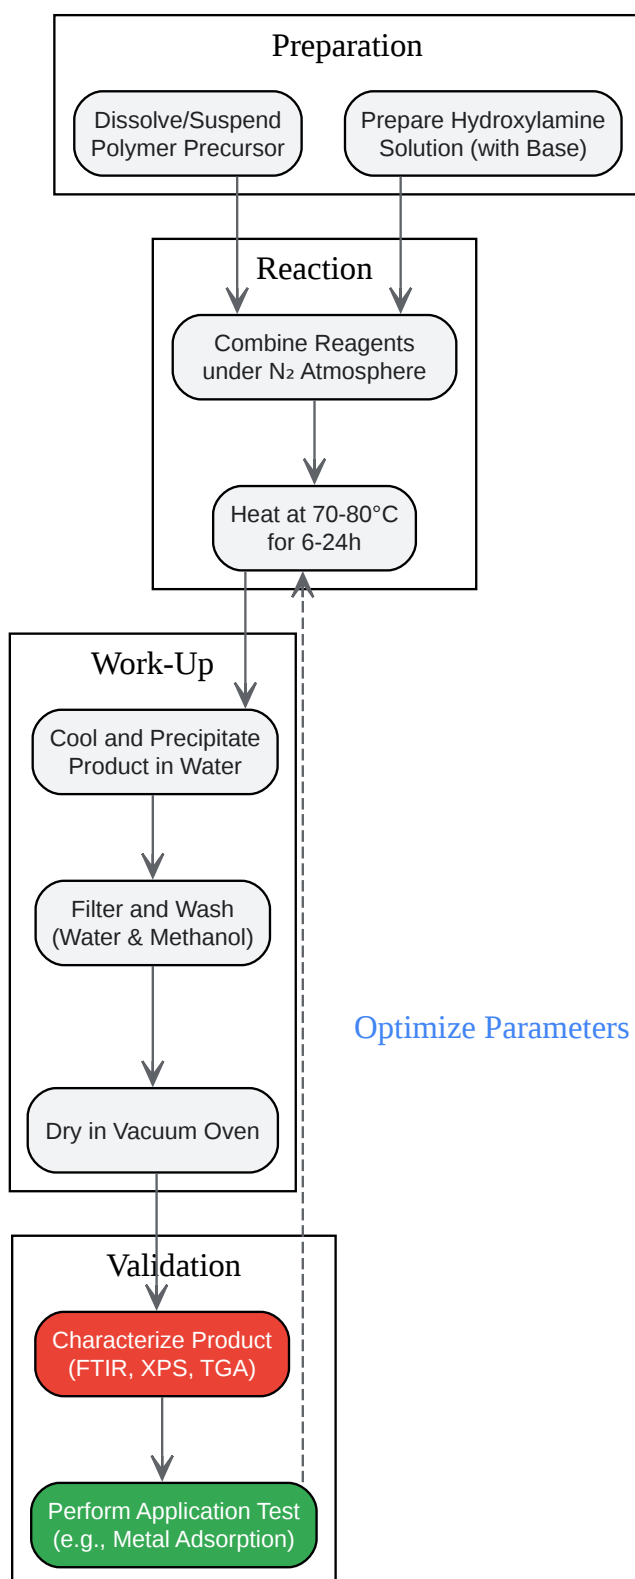 Preparation
Dissolve/Suspend
Polymer Precursor
Prepare Hydroxylamine
Solution (with Base)
Reaction
Combine Reagents
under N₂ Atmosphere
Heat at 70-80°C
for 6-24h
Work-Up
Cool and Precipitate
Product in Water
Filter and Wash
(Water & Methanol)
Optimize Parameters
Dry in Vacuum Oven
Validation
Characterize Product
(FTIR, XPS, TGA)
Perform Application Test
(e.g., Metal Adsorption)